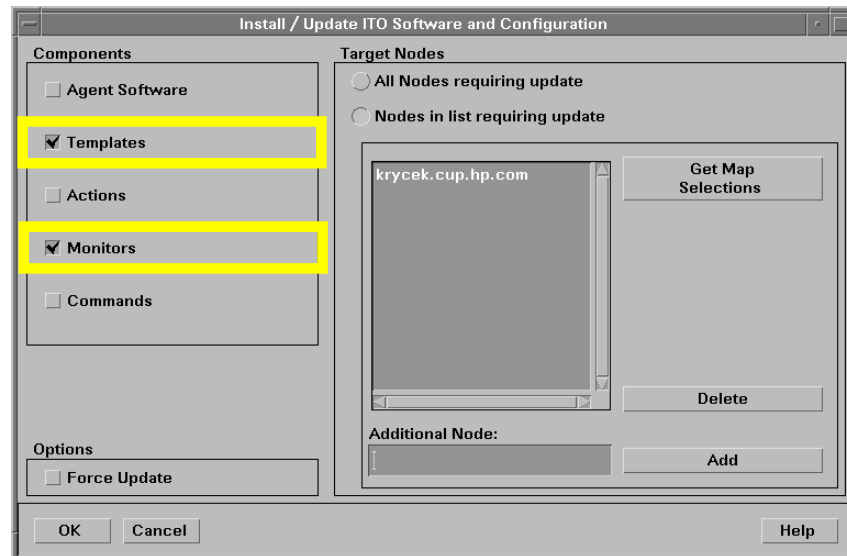 Install / Update ITO Software and Configuration
Components
Agent Software
Templates
Actions
Monitors
Commands
Options
Force Update
Target Nodes
All Nodes requiring update
Nodes in list requiring update
krycek.cup.hp.com
Get Map
Selections
Delete
Additional Node:
Add
OK
Cancel
Help